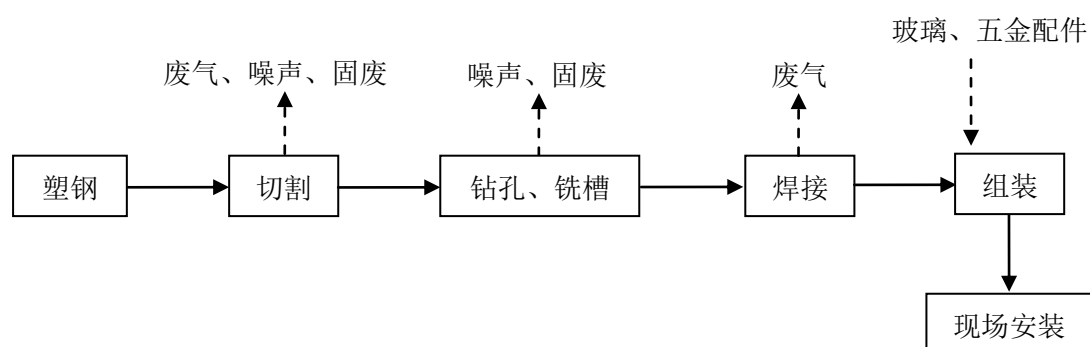 玻璃、五金配件
废气、噪声、固废
噪声、固废
废气
塑钢
切割
钻孔、铣槽
焊接
组装
现场安装